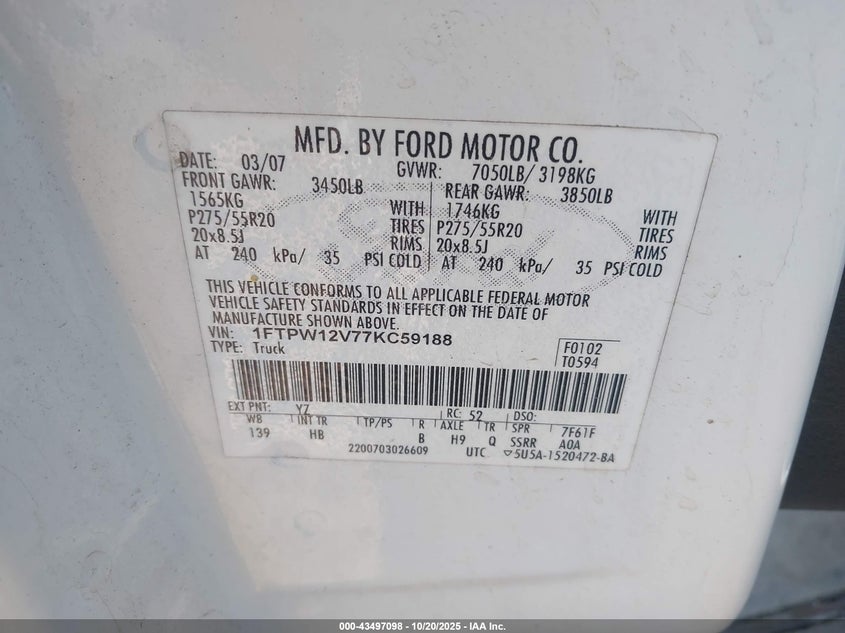 MFD. BY FORD MOTOR CO.
DATE: 03/07 GVWR: 7050LB/ 3198KG
FRONT GAWR: 3450LB REAR GAWR: 3850LB
1565KG WITH 1746KG WITH
P275/55R20 TIRES P275/55R20 TIRES
20x8.5J RIMS 20x8.5J RIMS
AT 240 kPa/ 35 PSI COLD AT 240 kPa/ 35 PSI COLD
THIS VEHICLE CONFORMS TO ALL APPLICABLE FEDERAL MOTOR
VEHICLE SAFETY STANDARDS IN EFFECT ON THE DATE OF
MANUFACTURE SHOWN ABOVE.
VIN: 1FTPW12V77KC59188 F0102
TYPE: Truck T0594
EXT PNT: YZ RC: 52 DSO:
WB INT TR TP/PS R AXLE TR SPR 7F61F
139 HB B H9 Q SSRR A0A
2200703026609 UTC ▽5U5A-1520472-BA
000-43497098 - 10/20/2025 - IAA Inc.